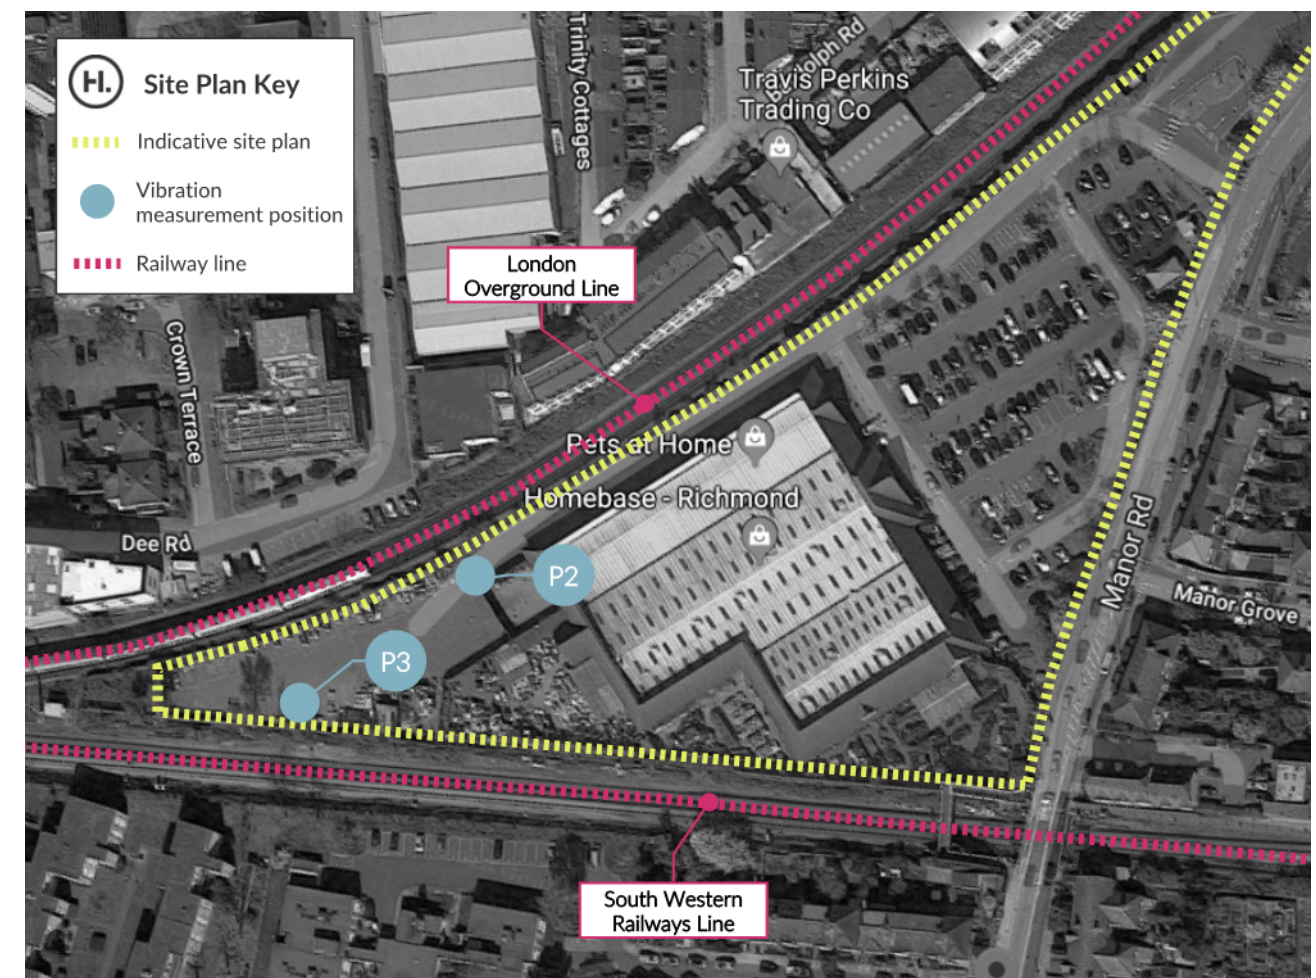 H.
Site Plan Key
Indicative site plan
Vibration
measurement position
Railway line
Trinity Cottages
Travis Perkins
Trading Co
London
Overground Line
Crown Terrace
Pets at Home
Homebase - Richmond
Dee Rd
P2
P3
Manor Rd
Manor Grove
South Western
Railways Line